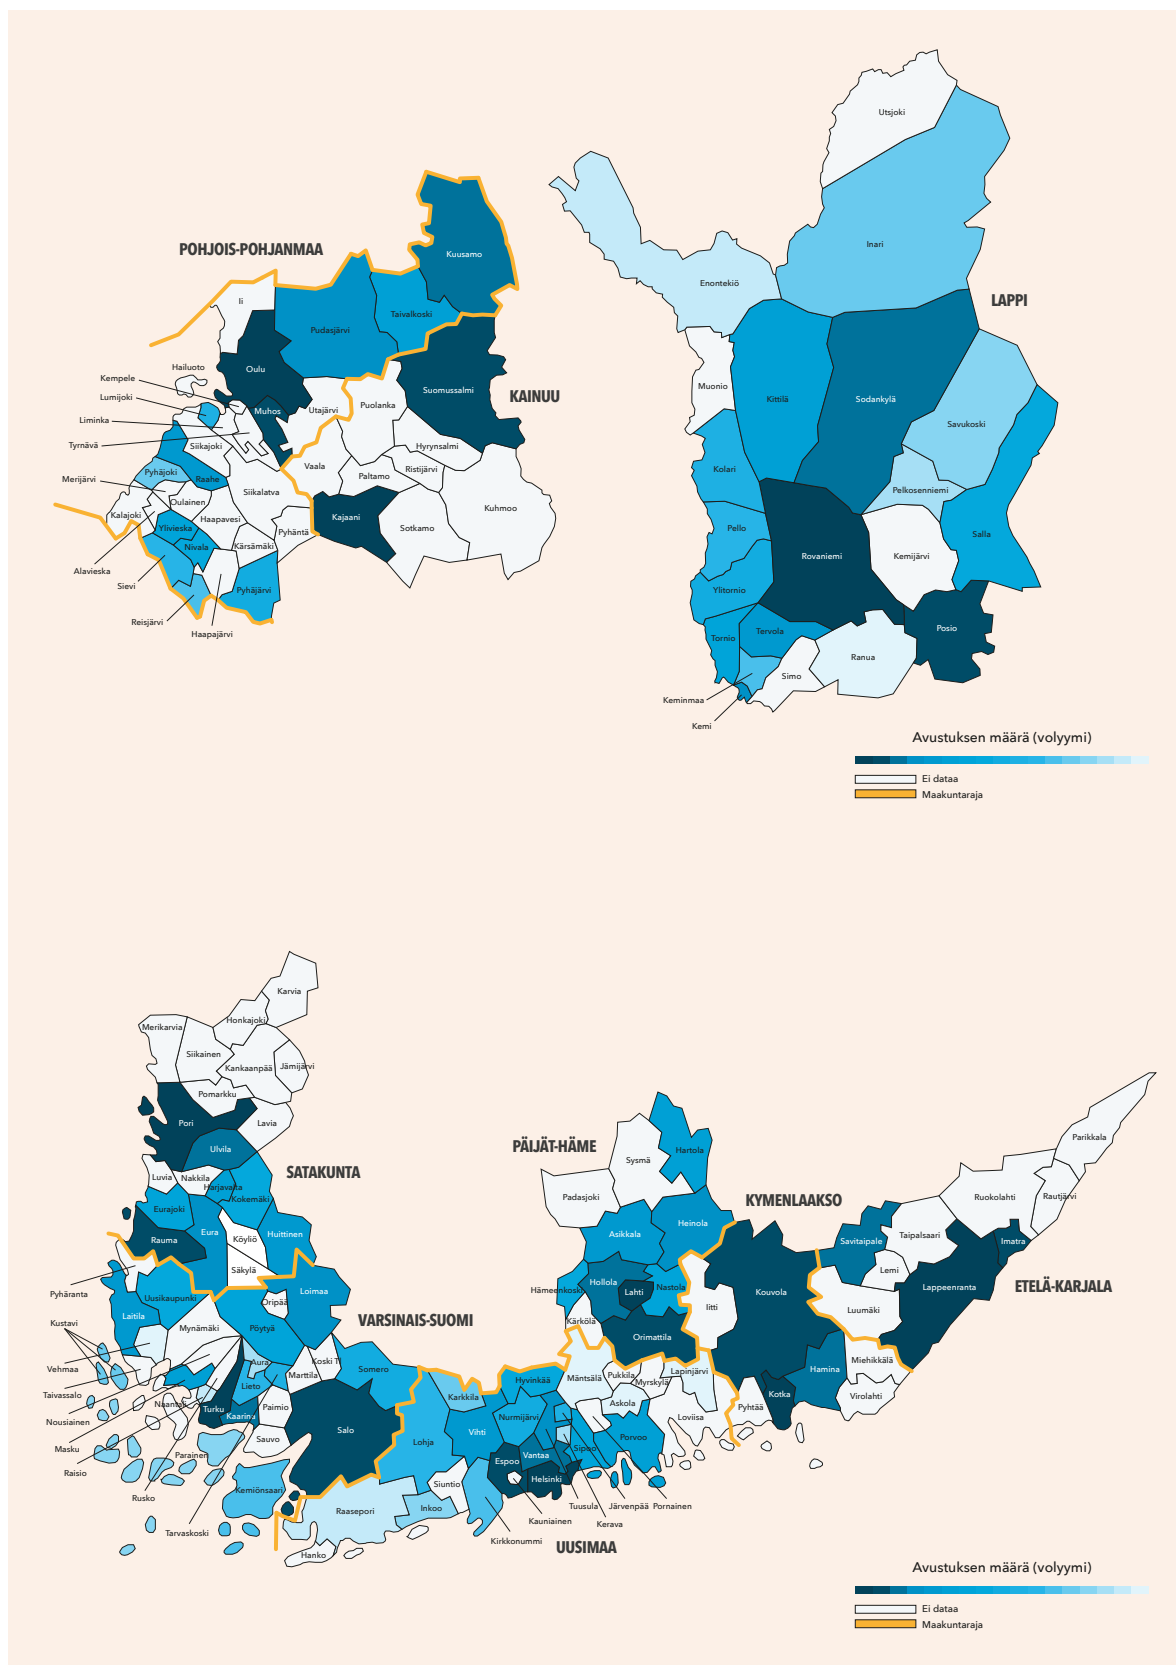 Utsjoki
Inari
Enontekiö
LAPPI
Muonio
Kittilä
Sodankylä
Savukoski
Kolari
Pelkosenniemi
Pello
Salla
Rovaniemi
Kemijärvi
Ylitornio
Tornio
Tervola
Posio
Ranua
Simo
Keminmaa
Kemi
POHJOIS-POHJANMAA
Kuusamo
Ii
Taivalkoski
Pudasjärvi
Oulu
Hailuoto
Kempele
Lumijoki
Liminka
Tyrnävä
Muhos
Utajärvi
Siikajoki
Pyhäjoki
Raahe
Merijärvi
Siikalatva
Oulainen
Kalajoki
Haapavesi
Ylivieska
Pyhäntä
Nivala
Kärsämäki
Alavieska
Sievi
Pyhäjärvi
Reisjärvi
Haapajärvi
KAINUU
Suomussalmi
Puolanka
Hyrynsalmi
Vaala
Ristijärvi
Paltamo
Kuhmoo
Kajaani
Sotkamo
Avustuksen määrä (volyymi)
Ei dataa
Maakuntaraja
Karvia
Honkajoki
Merikarvia
Siikainen
Kankaanpää
Jämijärvi
Pomarkku
Pori
Lavia
Ulvila
SATAKUNTA
Luvia
Nakkila
Harjavalta
Kokemäki
Eurajoki
Eura
Huittinen
Rauma
Köyliö
Säkylä
Pyhäranta
Uusikaupunki
Loimaa
Oripää
Laitila
Mynämäki
Pöytyä
VARSINAIS-SUOMI
Kustavi
Vehmaa
Aura
Koski Tl
Marttila
Somero
Taivassalo
Lieto
Naantali
Turku
Kaarina
Paimio
Nousiainen
Salo
Masku
Sauvo
Raisio
Parainen
Kemiönsaari
Rusko
Tarvaskoski
PÄIJÄT-HÄME
Sysmä
Hartola
Padasjoki
Heinola
Asikkala
Hollola
Hämeenkoski
Lahti
Nastola
Kärkölä
Orimattila
KYMENLAAKSO
Kouvola
Iitti
Hamina
Kotka
Miehikkälä
Virolahti
Pyhtää
Parikkala
Ruokolahti
Rautjärvi
Savitaipale
Taipalsaari
Imatra
Lemi
Lappeenranta
Luumäki
ETELÄ-KARJALA
Karkkila
Hyvinkää
Mäntsälä
Pukkila
Myrskylä
Lapinjärvi
Askola
Loviisa
Nurmijärvi
Vihti
Lohja
Porvoo
Sipoo
Espoo
Vantaa
Helsinki
Siuntio
Inkoo
Raasepori
Hanko
Kauniainen
Kirkkonummi
Tuusula
Kerava
Järvenpää
Pornainen
UUSIMAA
Avustuksen määrä (volyymi)
Ei dataa
Maakuntaraja